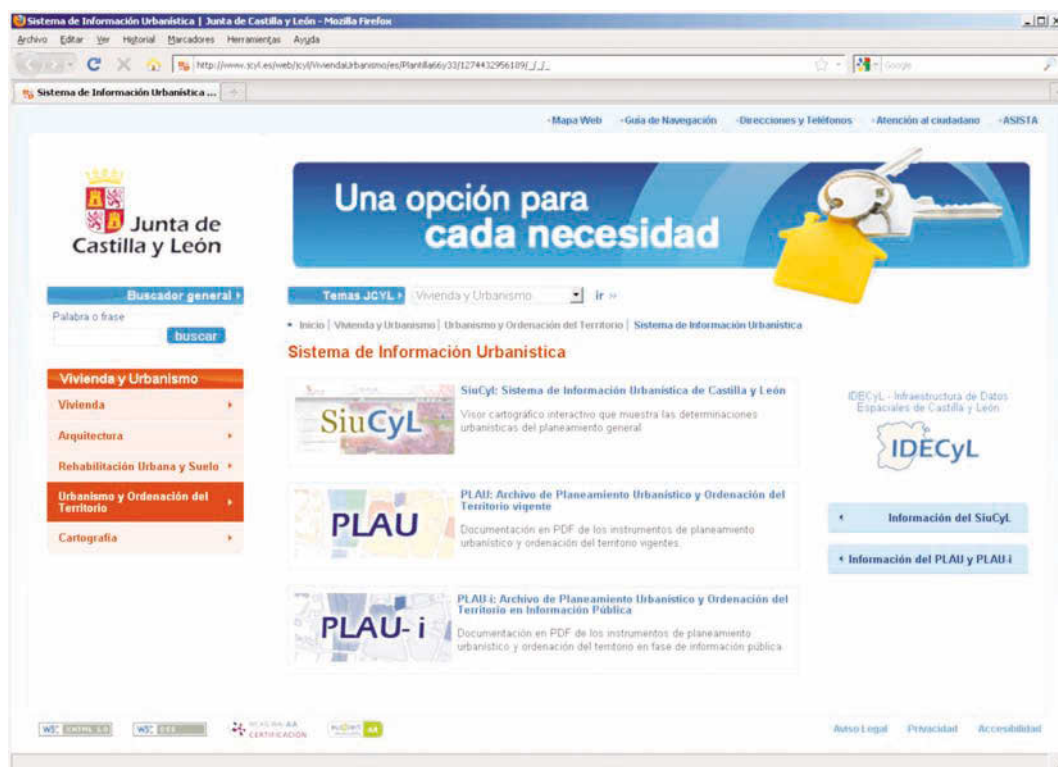 Sistema de Información Urbanística | Junta de Castilla y León - Mozilla Firefox
Archivo Editar Ver Historial Marcadores Herramientas Ayuda
Google
Sistema de Información Urbanística ...
Mapa Web Guía de Navegación Direcciones y Teléfonos Atención al ciudadano ASISTA
Junta de
Castilla y León
Una opción para
cada necesidad
Buscador general
Palabra o frase
buscar
Temas JCYL Vivienda y Urbanismo ir »
Inicio | Vivienda y Urbanismo | Urbanismo y Ordenación del Territorio | Sistema de Información Urbanística
Sistema de Información Urbanística
Vivienda y Urbanismo
Vivienda
Arquitectura
Rehabilitación Urbana y Suelo
Urbanismo y Ordenación del
Territorio
Cartografía
SiuCyL
SiuCyL: Sistema de Información Urbanística de Castilla y León
Visor cartográfico interactivo que muestra las determinaciones
urbanísticas del planeamiento general
PLAU
PLAU: Archivo de Planeamiento Urbanístico y Ordenación del
Territorio vigente
Documentación en PDF de los instrumentos de planeamiento
urbanístico y ordenación del territorio vigentes.
PLAU- i
PLAU-i: Archivo de Planeamiento Urbanístico y Ordenación del
Territorio en Información Pública
Documentación en PDF de los instrumentos de planeamiento
urbanístico y ordenación del territorio en fase de información pública.
IDECyL - Infraestructura de Datos
Espaciales de Castilla y León
IDECyL
Información del SiuCyL
Información del PLAU y PLAU-i
W3C W3C CERTIFICACIÓN AA
Aviso Legal Privacidad Accesibilidad